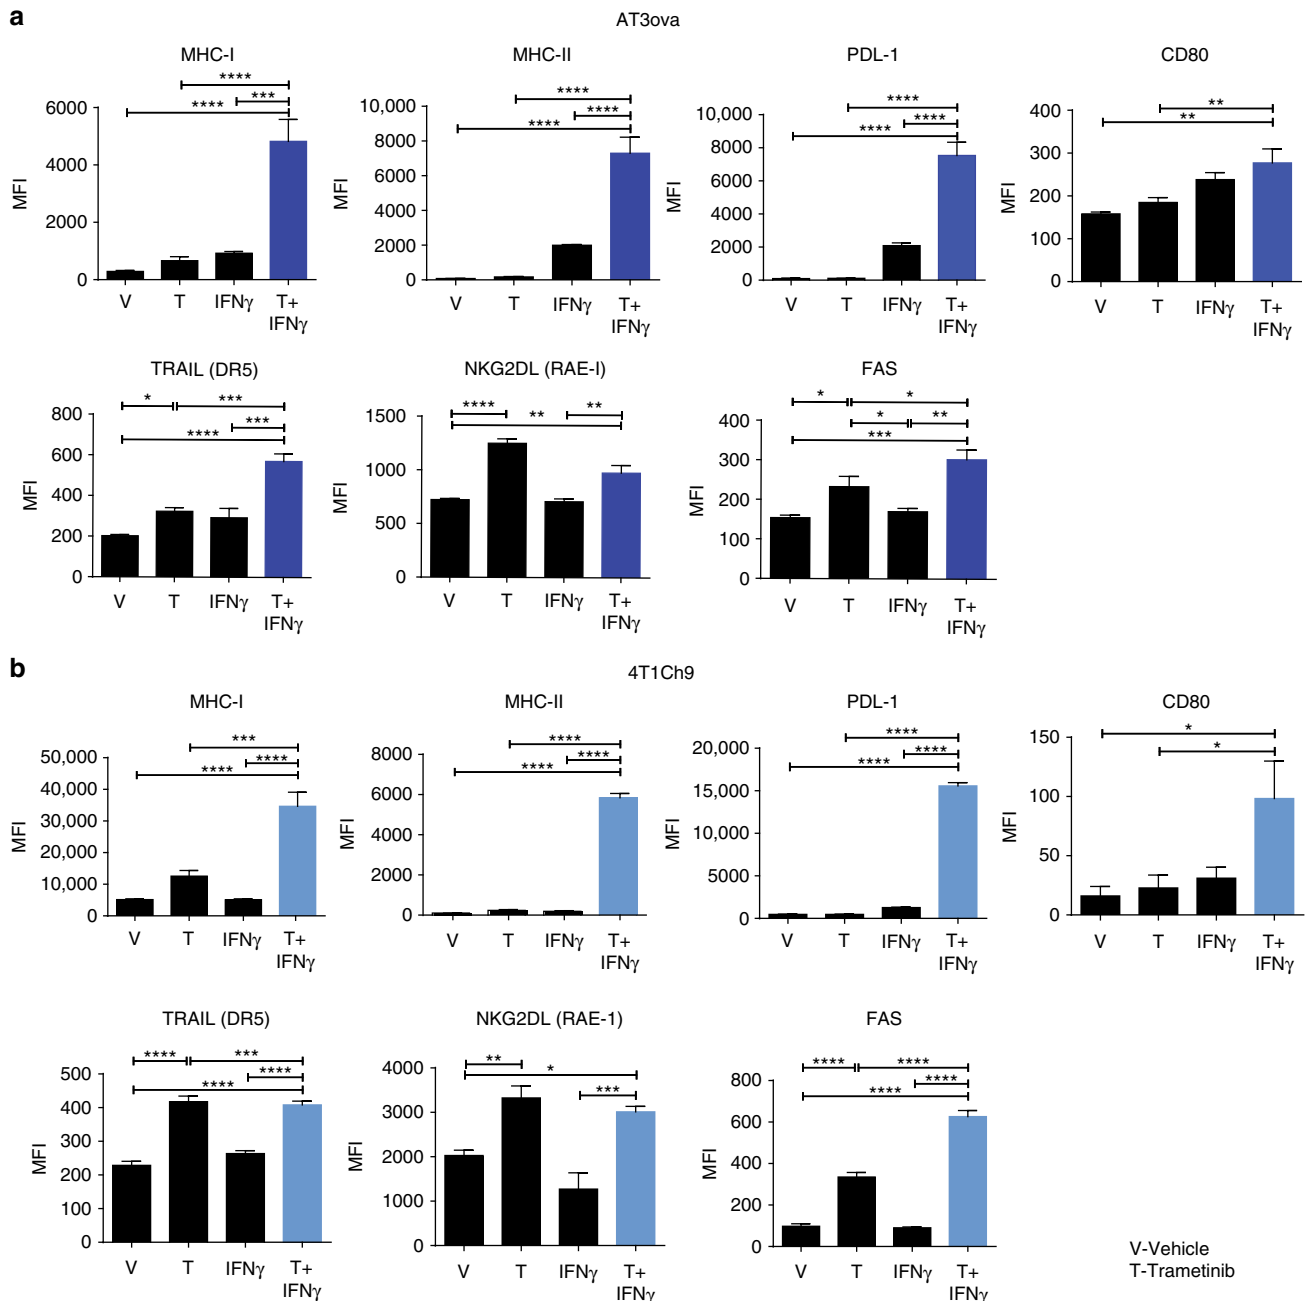 a
AT3ova
MHC-I
MHC-II
PDL-1
CD80
**** *** ****
**** **** ****
**** **** ****
** **
MFI 6000 4000 2000 0
MFI 10,000 8000 6000 4000 2000 0
MFI 10,000 8000 6000 4000 2000 0
MFI 400 300 200 100 0
V T IFNγ T+ IFNγ
V T IFNγ T+ IFNγ
V T IFNγ T+ IFNγ
V T IFNγ T+ IFNγ
TRAIL (DR5)
NKG2DL (RAE-I)
FAS
* *** *** ****
**** ** **
* * * ** ***
MFI 800 600 400 200 0
MFI 1500 1000 500 0
MFI 400 300 200 100 0
V T IFNγ T+ IFNγ
V T IFNγ T+ IFNγ
V T IFNγ T+ IFNγ
b
4T1Ch9
MHC-I
MHC-II
PDL-1
CD80
*** **** ****
**** **** ****
**** **** ****
* *
MFI 50,000 40,000 30,000 20,000 10,000 0
MFI 8000 6000 4000 2000 0
MFI 20,000 15,000 10,000 5000 0
MFI 150 100 50 0
V T IFNγ T+ IFNγ
V T IFNγ T+ IFNγ
V T IFNγ T+ IFNγ
V T IFNγ T+ IFNγ
TRAIL (DR5)
NKG2DL (RAE-1)
FAS
**** *** **** ****
** * ***
**** **** **** ****
MFI 500 400 300 200 100 0
MFI 4000 3000 2000 1000 0
MFI 800 600 400 200 0
V T IFNγ T+ IFNγ
V T IFNγ T+ IFNγ
V T IFNγ T+ IFNγ
V-Vehicle
T-Trametinib